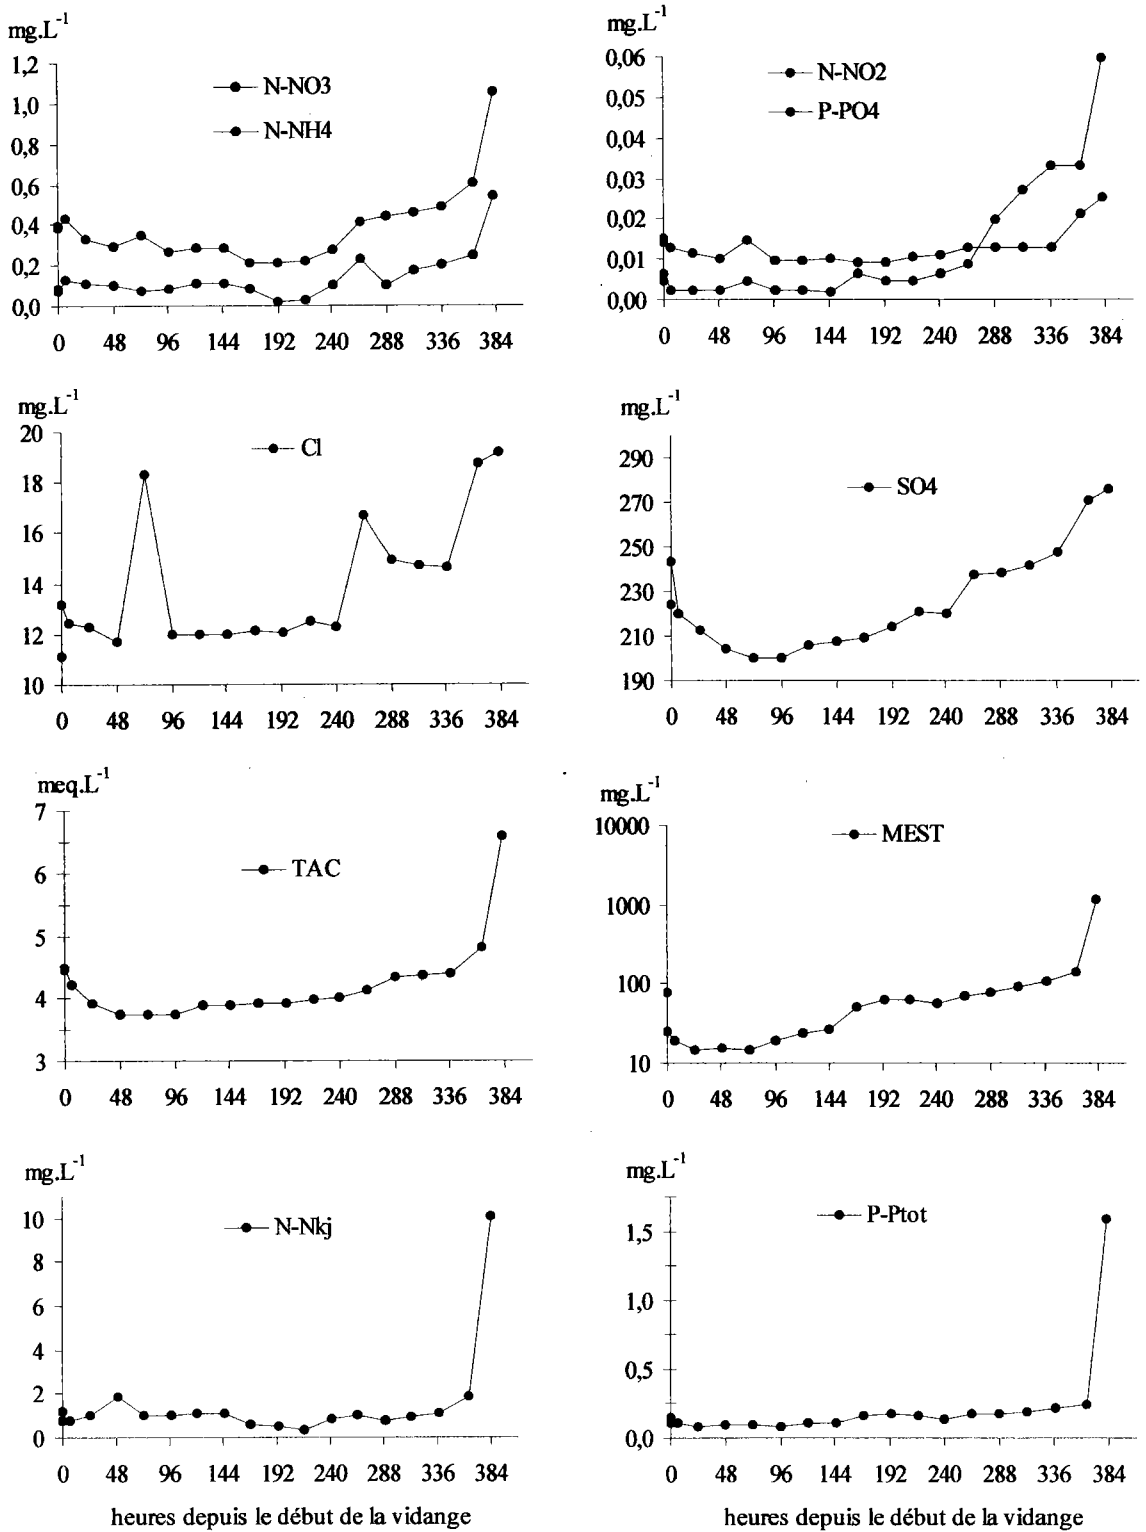 mg.L-1
1,2
1,0
0,8
0,6
0,4
0,2
0,0
N-NO3
N-NH4
0 48 96 144 192 240 288 336 384
mg.L-1
0,06
0,05
0,04
0,03
0,02
0,01
0,00
N-NO2
P-PO4
0 48 96 144 192 240 288 336 384
mg.L-1
20
18
16
14
12
10
Cl
0 48 96 144 192 240 288 336 384
mg.L-1
290
270
250
230
210
190
SO4
0 48 96 144 192 240 288 336 384
meq.L-1
7
6
5
4
3
TAC
0 48 96 144 192 240 288 336 384
mg.L-1
10000
1000
100
10
MEST
0 48 96 144 192 240 288 336 384
mg.L-1
10
8
6
4
2
0
N-Nkj
0 48 96 144 192 240 288 336 384
heures depuis le début de la vidange
mg.L-1
1,5
1,0
0,5
0,0
P-Ptot
0 48 96 144 192 240 288 336 384
heures depuis le début de la vidange